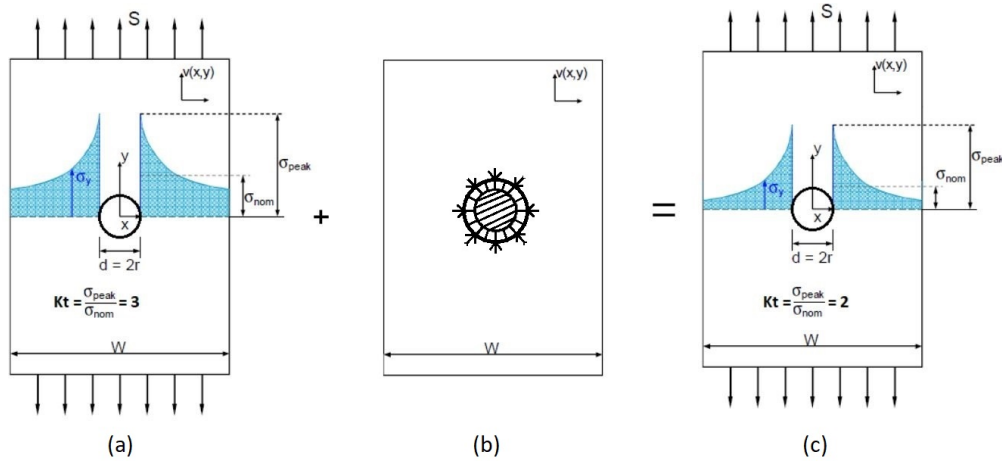 S
v(x,y)
y
σy
σpeak
σnom
x
d = 2r
Kt = σpeak/σnom = 3
W
(a)
+
v(x,y)
W
(b)
=
S
v(x,y)
y
σy
σpeak
σnom
x
d = 2r
Kt = σpeak/σnom = 2
W
(c)